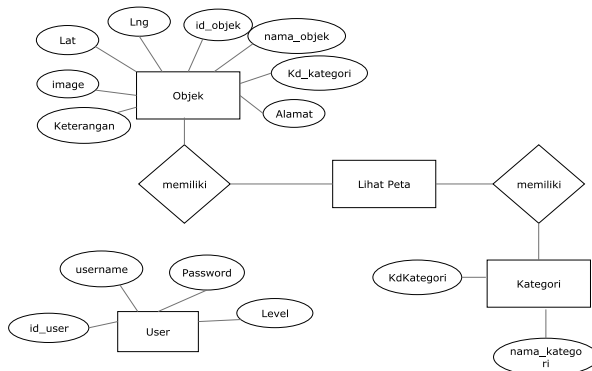 Lng
id_objek
nama_objek
Lat
Kd_kategori
image
Objek
Alamat
Keterangan
memiliki
Lihat Peta
memiliki
username
Password
KdKategori
Kategori
id_user
User
Level
nama_katego
ri